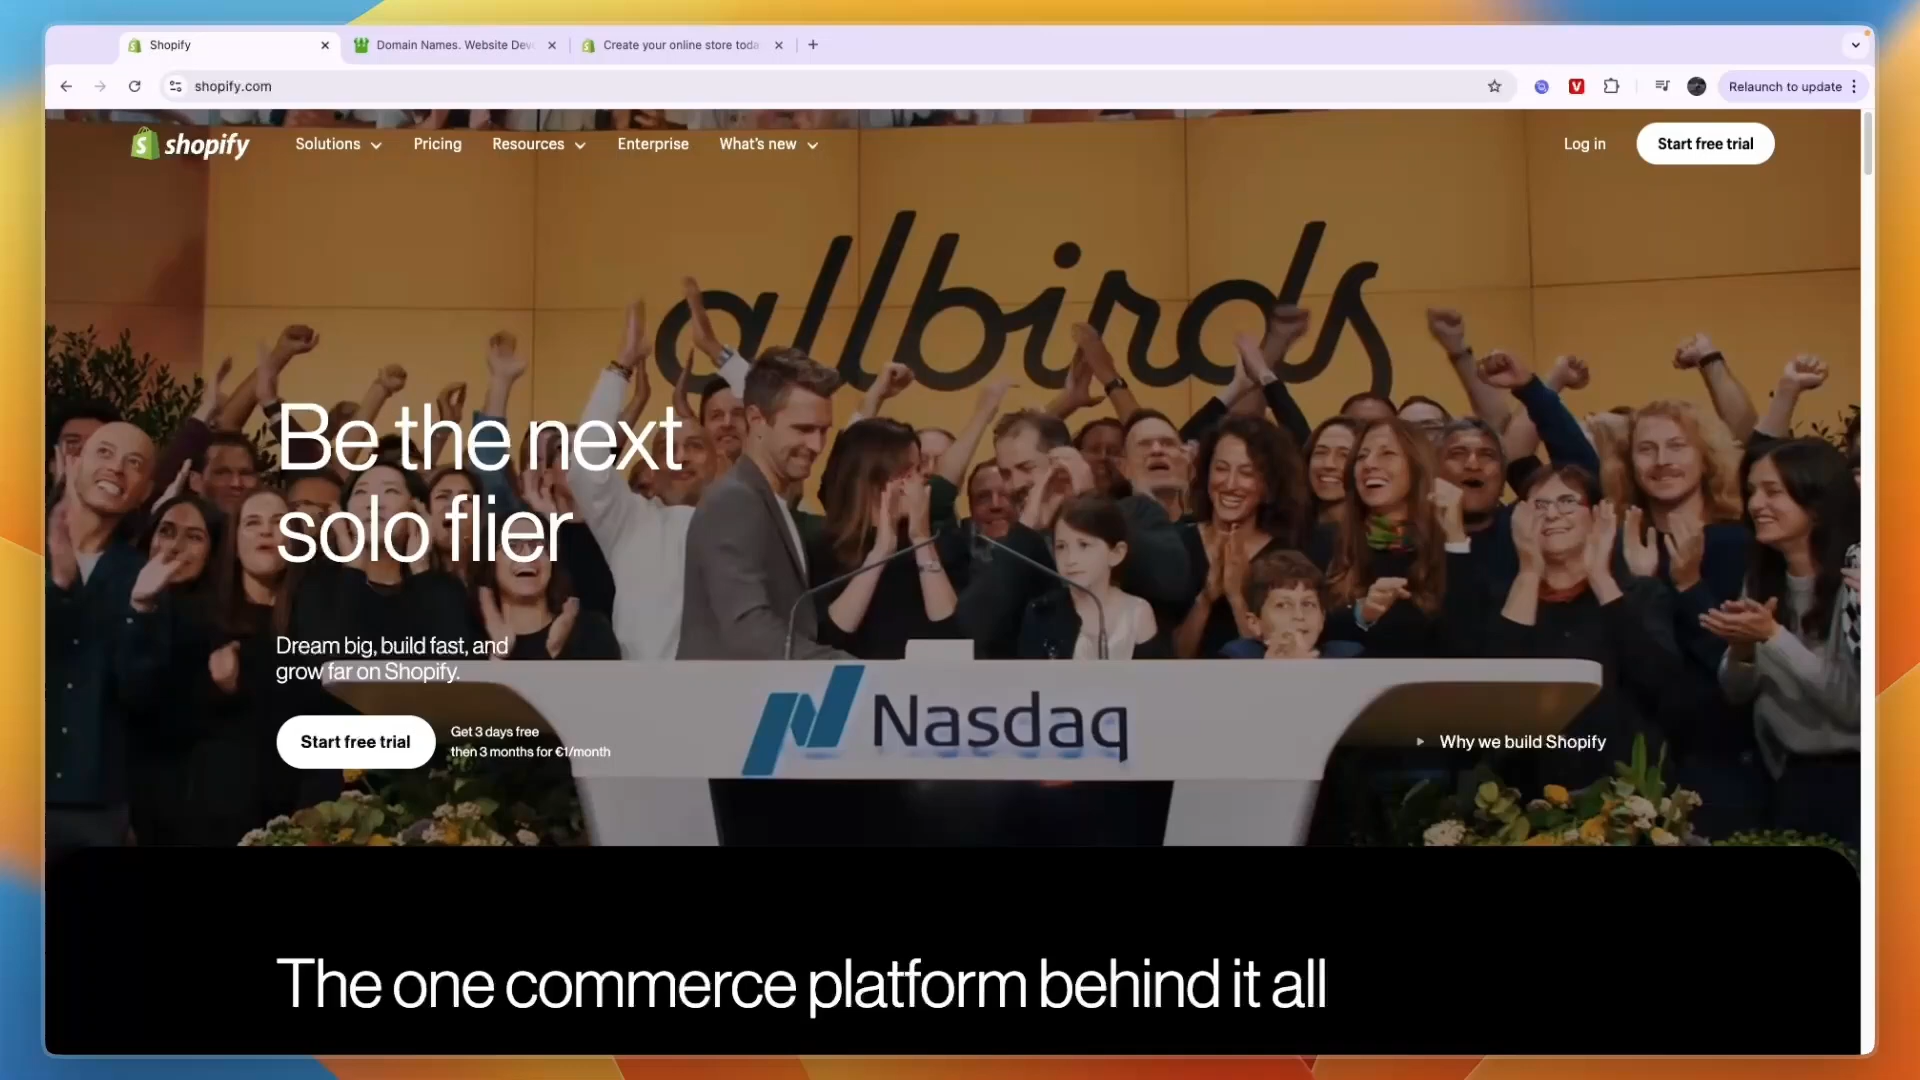 Shopify
Domain Names. Website Dev
Create your online store toda
shopify.com
Relaunch to update
shopify
Solutions
Pricing
Resources
Enterprise
What's new
Log in
Start free trial
allbirds
Be the next
solo flier
Dream big, build fast, and
grow far on Shopify.
Start free trial
Get 3 days free
then 3 months for €1/month
Nasdaq
Why we build Shopify
The one commerce platform behind it all